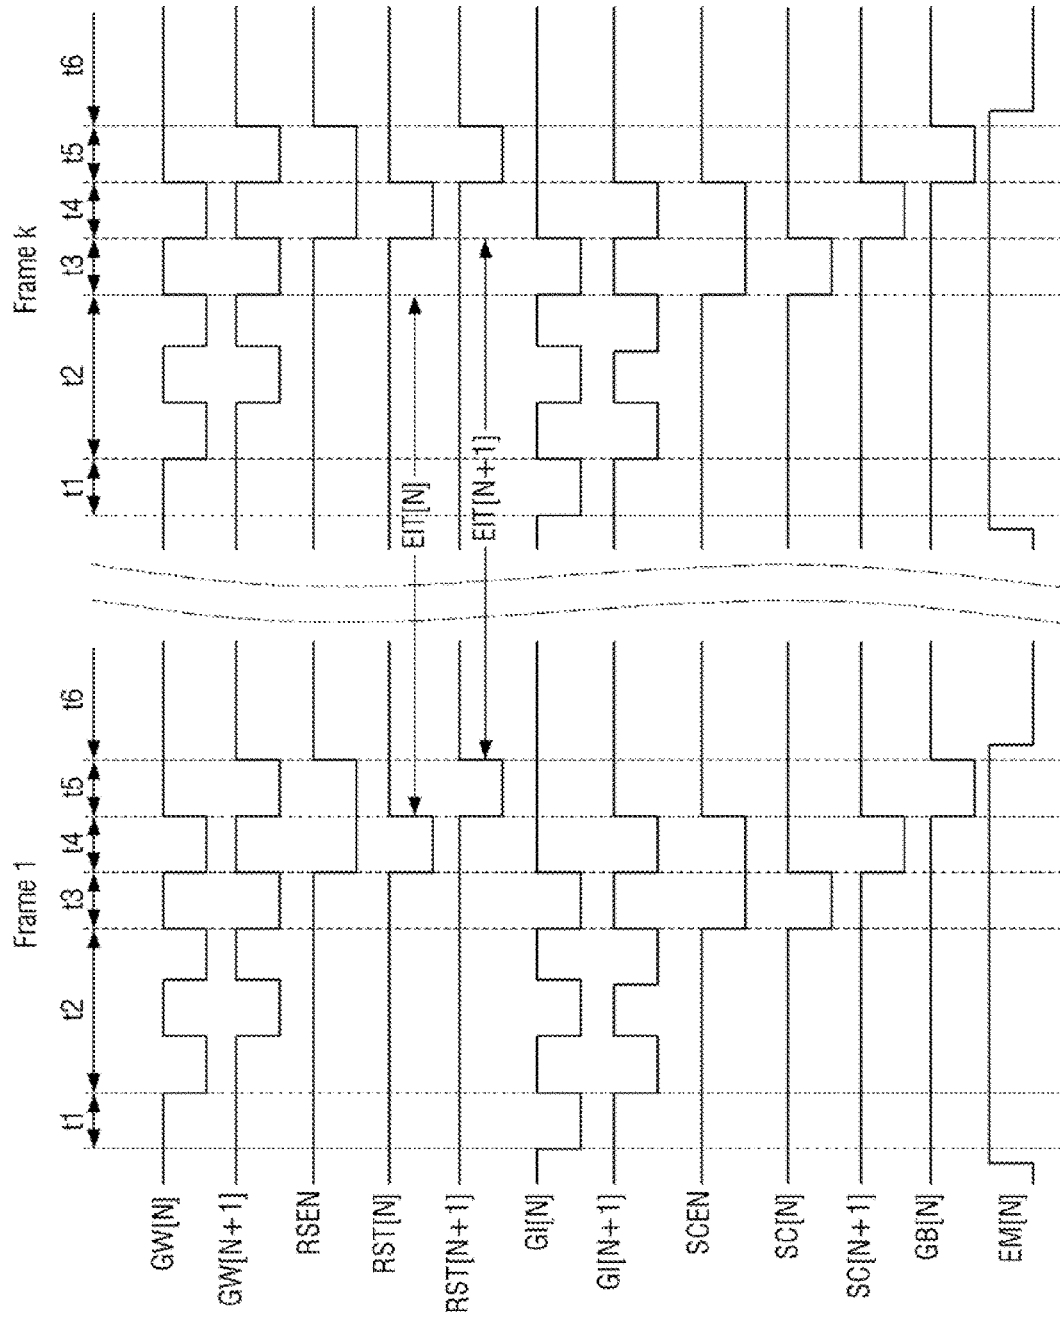 Frame 1
Frame k
t1
t2
t3
t4
t5
t6
t1
t2
t3
t4
t5
t6
GW[N]
GW[N+1]
RSEN
RST[N]
EIT[N]
RST[N+1]
EIT[N+1]
GI[N]
GI[N+1]
SCEN
SC[N]
SC[N+1]
GB[N]
EM[N]